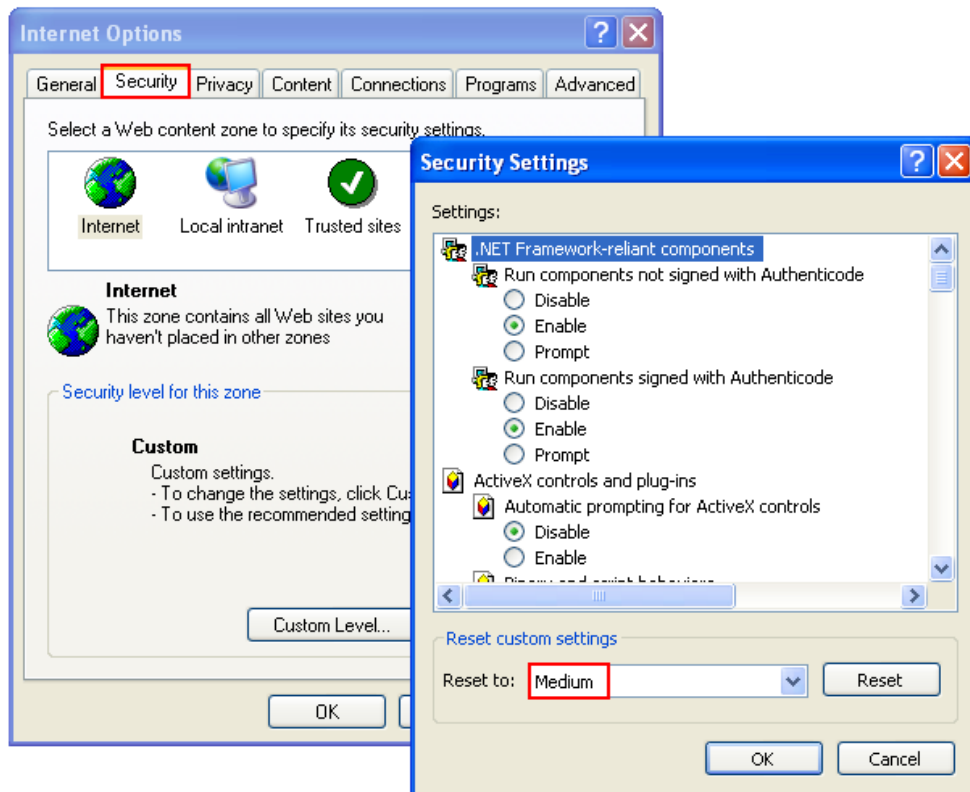 Internet Options
General Security Privacy Content Connections Programs Advanced
Select a Web content zone to specify its security settings.
Internet Local intranet Trusted sites
Internet
This zone contains all Web sites you
haven't placed in other zones
Security level for this zone
Custom
Custom settings.
- To change the settings, click
- To use the recommended
Custom Level...
OK
Security Settings
Settings:
.NET Framework-reliant components
Run components not signed with Authenticode
Disable
Enable
Prompt
Run components signed with Authenticode
Disable
Enable
Prompt
ActiveX controls and plug-ins
Automatic prompting for ActiveX controls
Disable
Enable
Binary and script behaviors
Reset custom settings
Reset to: Medium Reset
OK Cancel